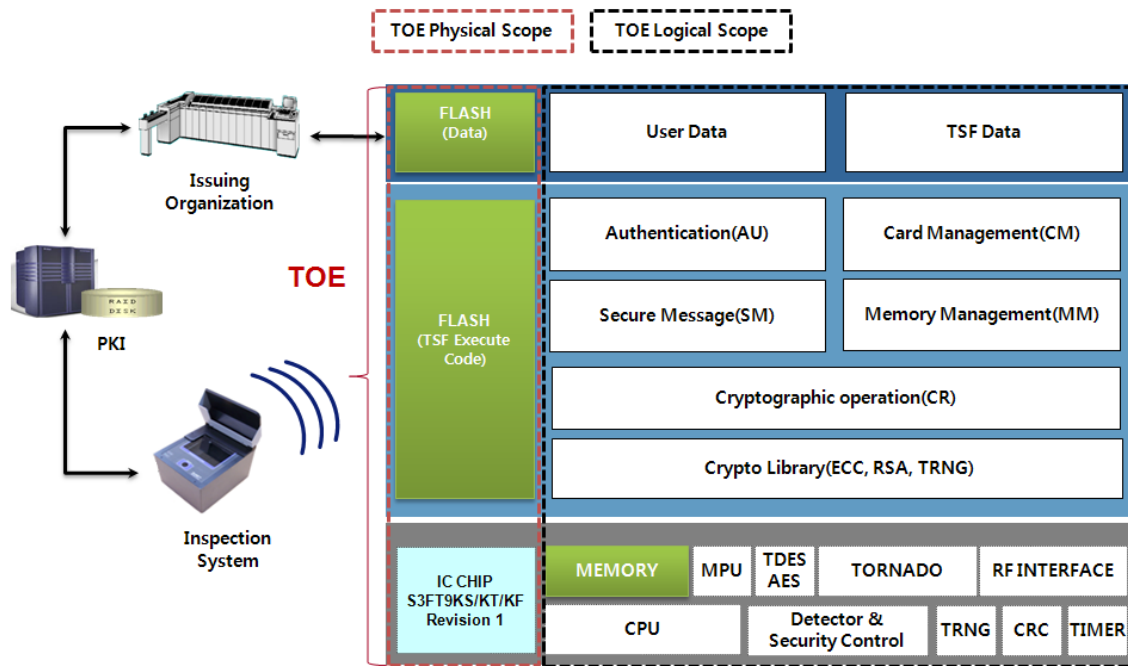 TOE Physical Scope
TOE Logical Scope
FLASH
(Data)
User Data
TSF Data
Issuing
Organization
Authentication(AU)
Card Management(CM)
TOE
FLASH
(TSF Execute
Code)
Secure Message(SM)
Memory Management(MM)
RAID
DISK
PKI
Cryptographic operation(CR)
Crypto Library(ECC, RSA, TRNG)
Inspection
System
IC CHIP
S3FT9KS/KT/KF
Revision 1
MEMORY
MPU
TDES
AES
TORNADO
RF INTERFACE
CPU
Detector &
Security Control
TRNG
CRC
TIMER